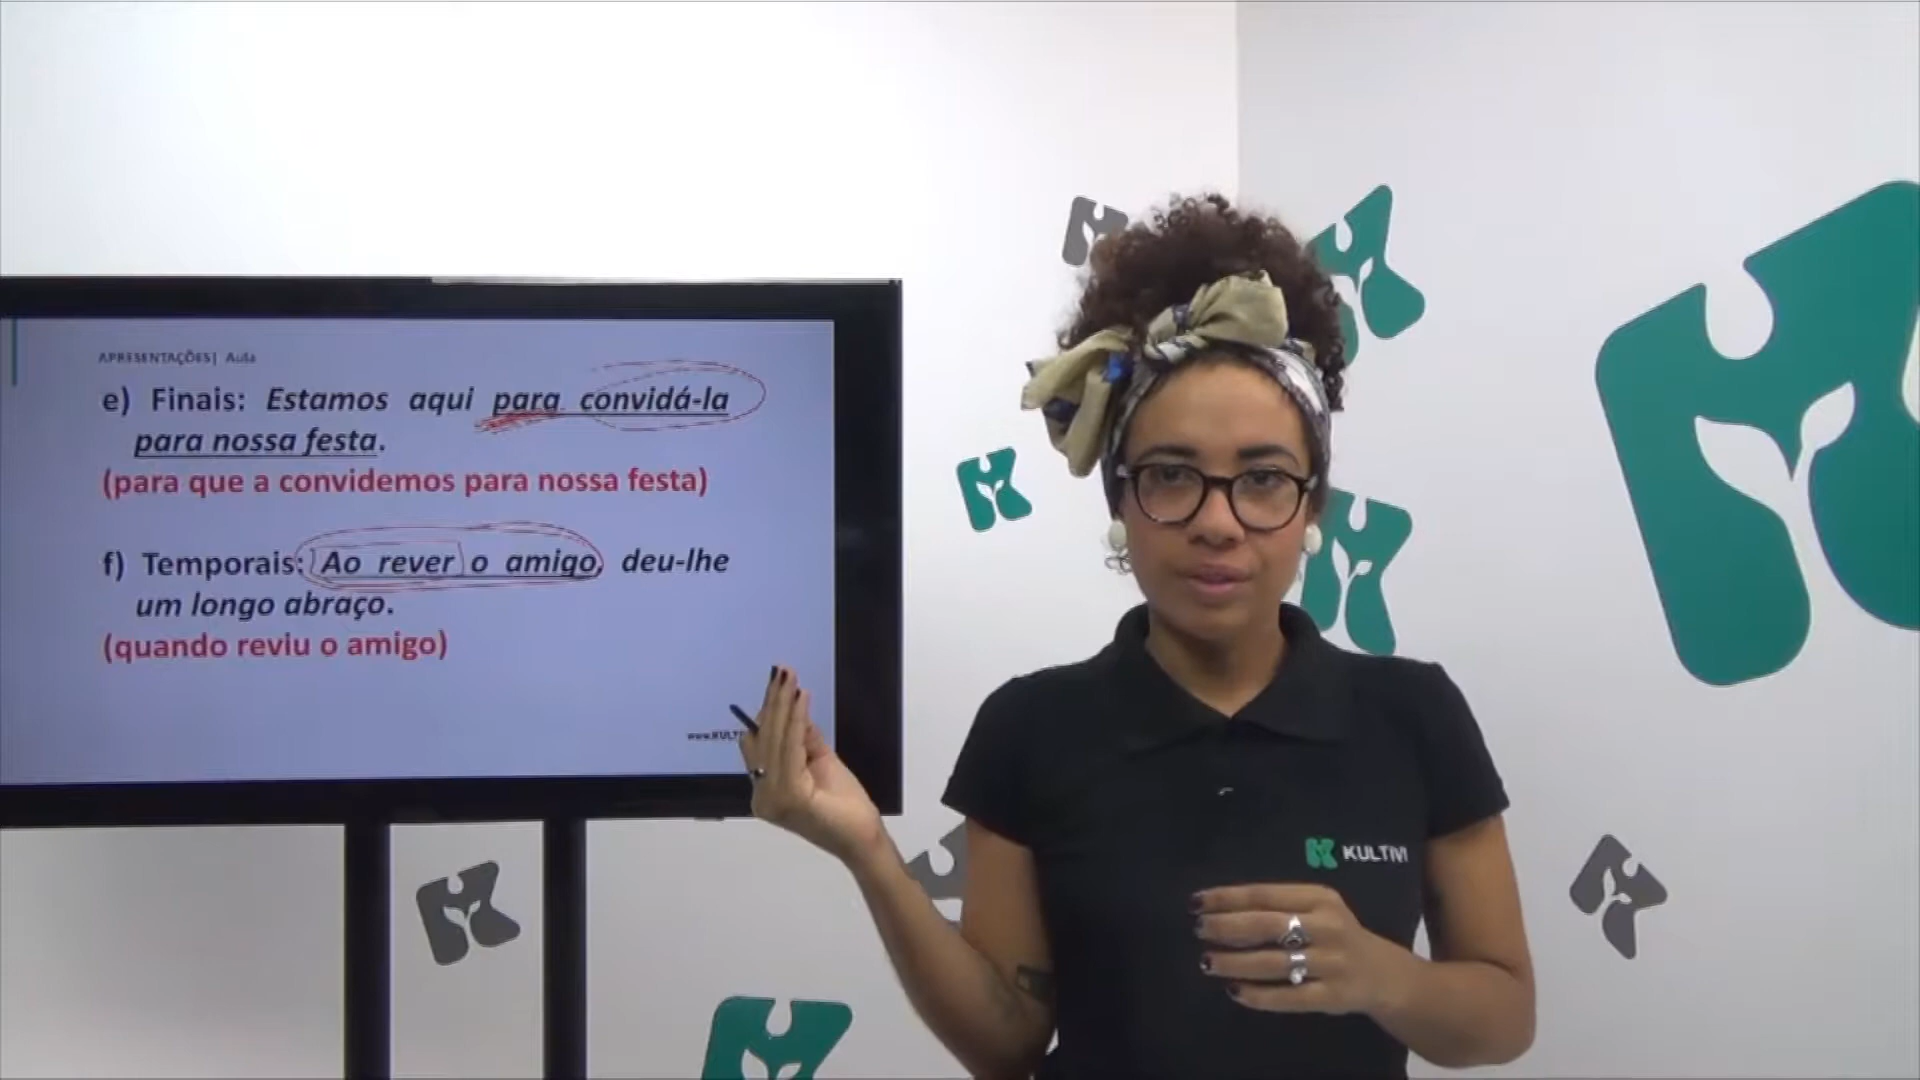 APRESENTAÇÕES| Aula
e) Finais: Estamos aqui para convidá-la
para nossa festa.
(para que a convidemos para nossa festa)
f) Temporais: Ao rever o amigo, deu-lhe
um longo abraço.
(quando reviu o amigo)
KULTIVI